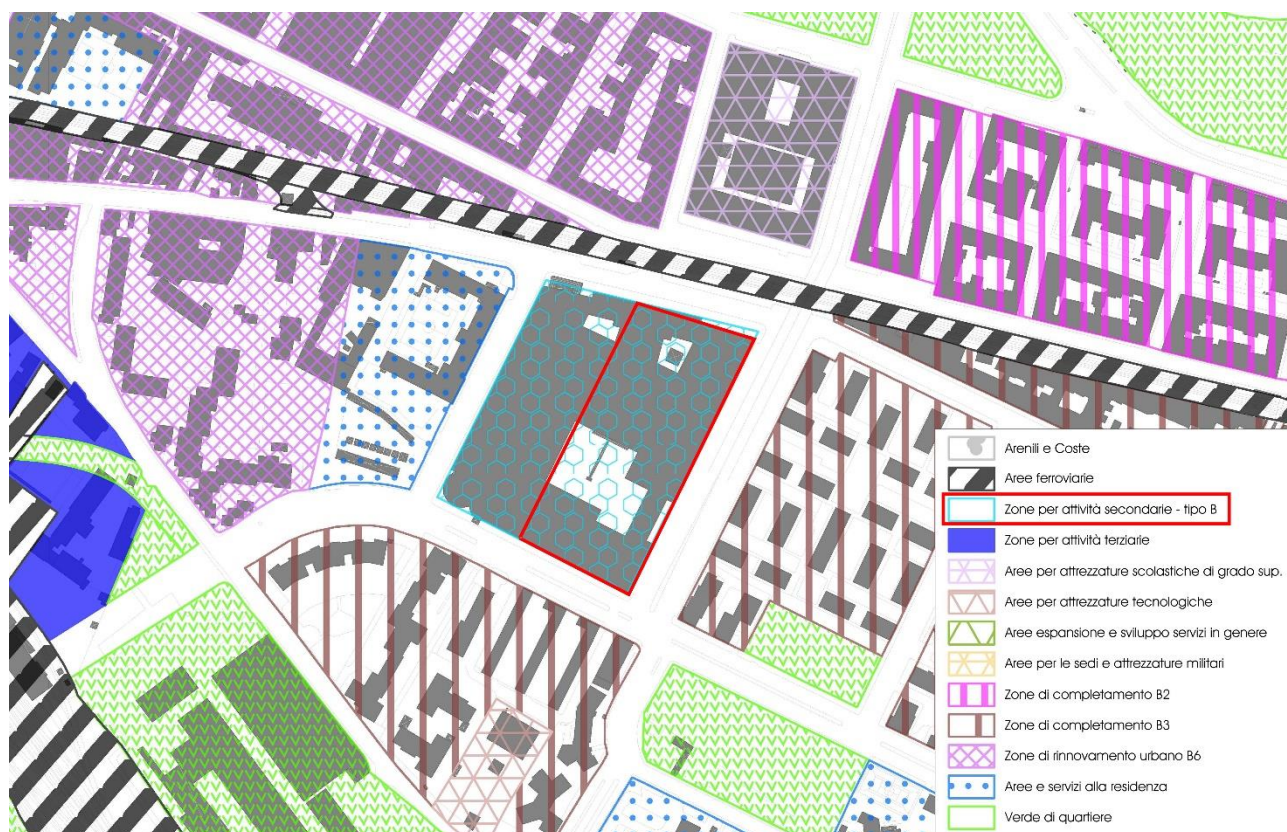 Arenili e Coste
Aree ferroviarie
Zone per attività secondarie - tipo B
Zone per attività terziarie
Aree per attrezzature scolastiche di grado sup.
Aree per attrezzature tecnologiche
Aree espansione e sviluppo servizi in genere
Aree per le sedi e attrezzature militari
Zone di completamento B2
Zone di completamento B3
Zone di rinnovamento urbano B6
Aree e servizi alla residenza
Verde di quartiere